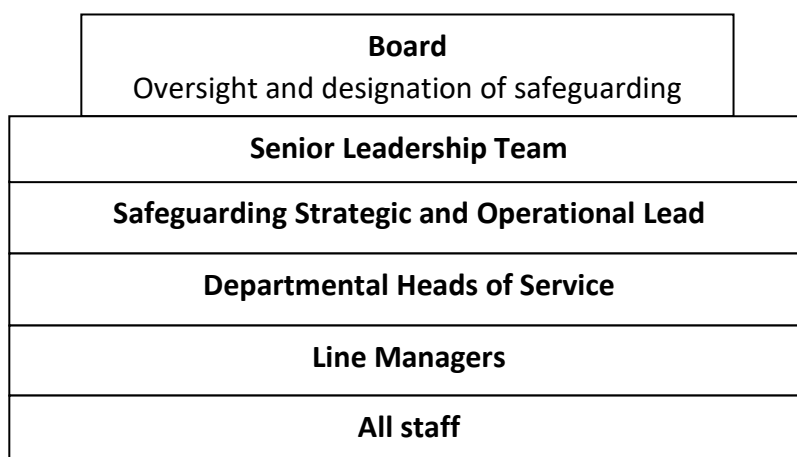 Board
Oversight and designation of safeguarding
Senior Leadership Team
Safeguarding Strategic and Operational Lead
Departmental Heads of Service
Line Managers
All staff